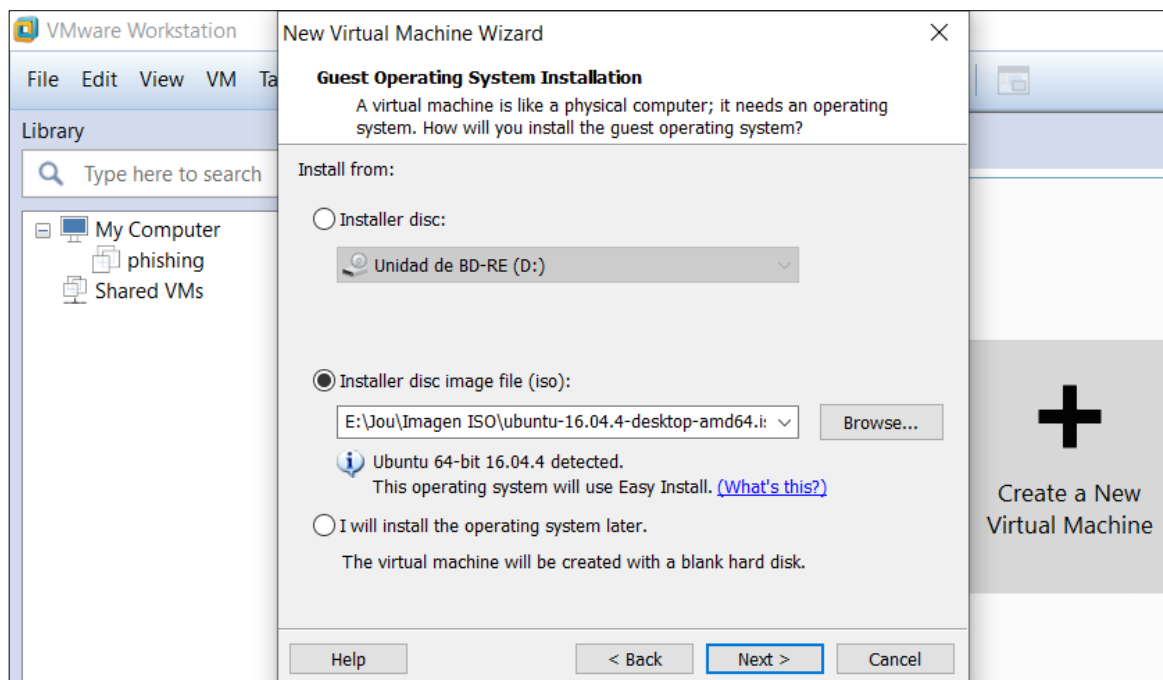 VMware Workstation
File Edit View VM Ta
Library
Type here to search
My Computer
phishing
Shared VMs
New Virtual Machine Wizard
Guest Operating System Installation
A virtual machine is like a physical computer; it needs an operating
system. How will you install the guest operating system?
Install from:
Installer disc:
Unidad de BD-RE (D:)
Installer disc image file (iso):
E:\Jou\Imagen ISO\ubuntu-16.04.4-desktop-amd64.i
Browse...
Ubuntu 64-bit 16.04.4 detected.
This operating system will use Easy Install. (What's this?)
I will install the operating system later.
The virtual machine will be created with a blank hard disk.
Help < Back Next > Cancel
Create a New
Virtual Machine